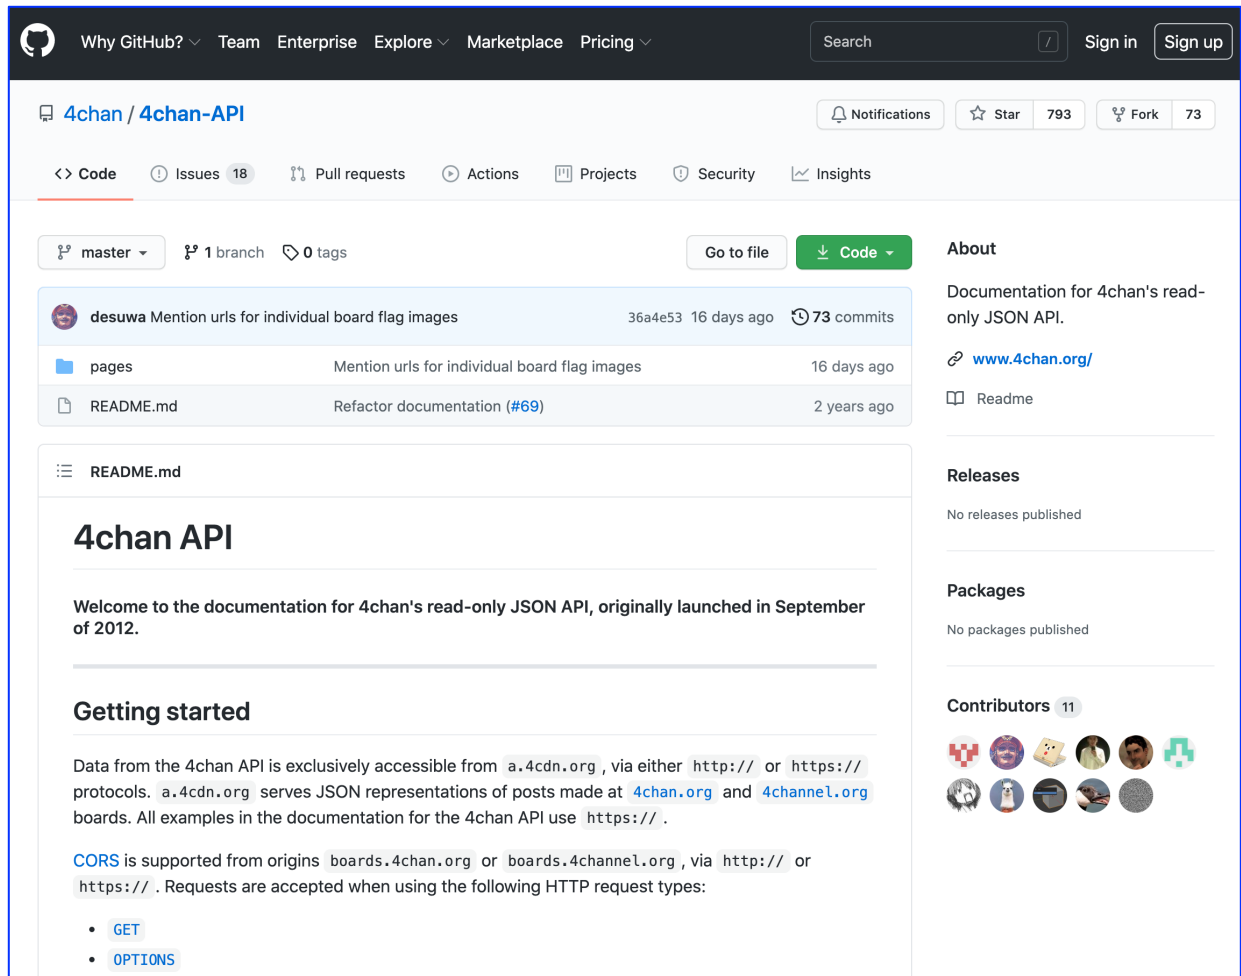 Why GitHub? Team Enterprise Explore Marketplace Pricing Search / Sign in Sign up
4chan / 4chan-API Notifications Star 793 Fork 73
Code Issues 18 Pull requests Actions Projects Security Insights
master 1 branch 0 tags Go to file Code
desuwa Mention urls for individual board flag images 36a4e53 16 days ago 73 commits
pages Mention urls for individual board flag images 16 days ago
README.md Refactor documentation (#69) 2 years ago
README.md
4chan API
Welcome to the documentation for 4chan's read-only JSON API, originally launched in September
of 2012.
Getting started
Data from the 4chan API is exclusively accessible from a.4cdn.org , via either http:// or https://
protocols. a.4cdn.org serves JSON representations of posts made at 4chan.org and 4channel.org
boards. All examples in the documentation for the 4chan API use https:// .
CORS is supported from origins boards.4chan.org or boards.4channel.org , via http:// or
https:// . Requests are accepted when using the following HTTP request types:
• GET
• OPTIONS
About
Documentation for 4chan's read-
only JSON API.
www.4chan.org/
Readme
Releases
No releases published
Packages
No packages published
Contributors 11